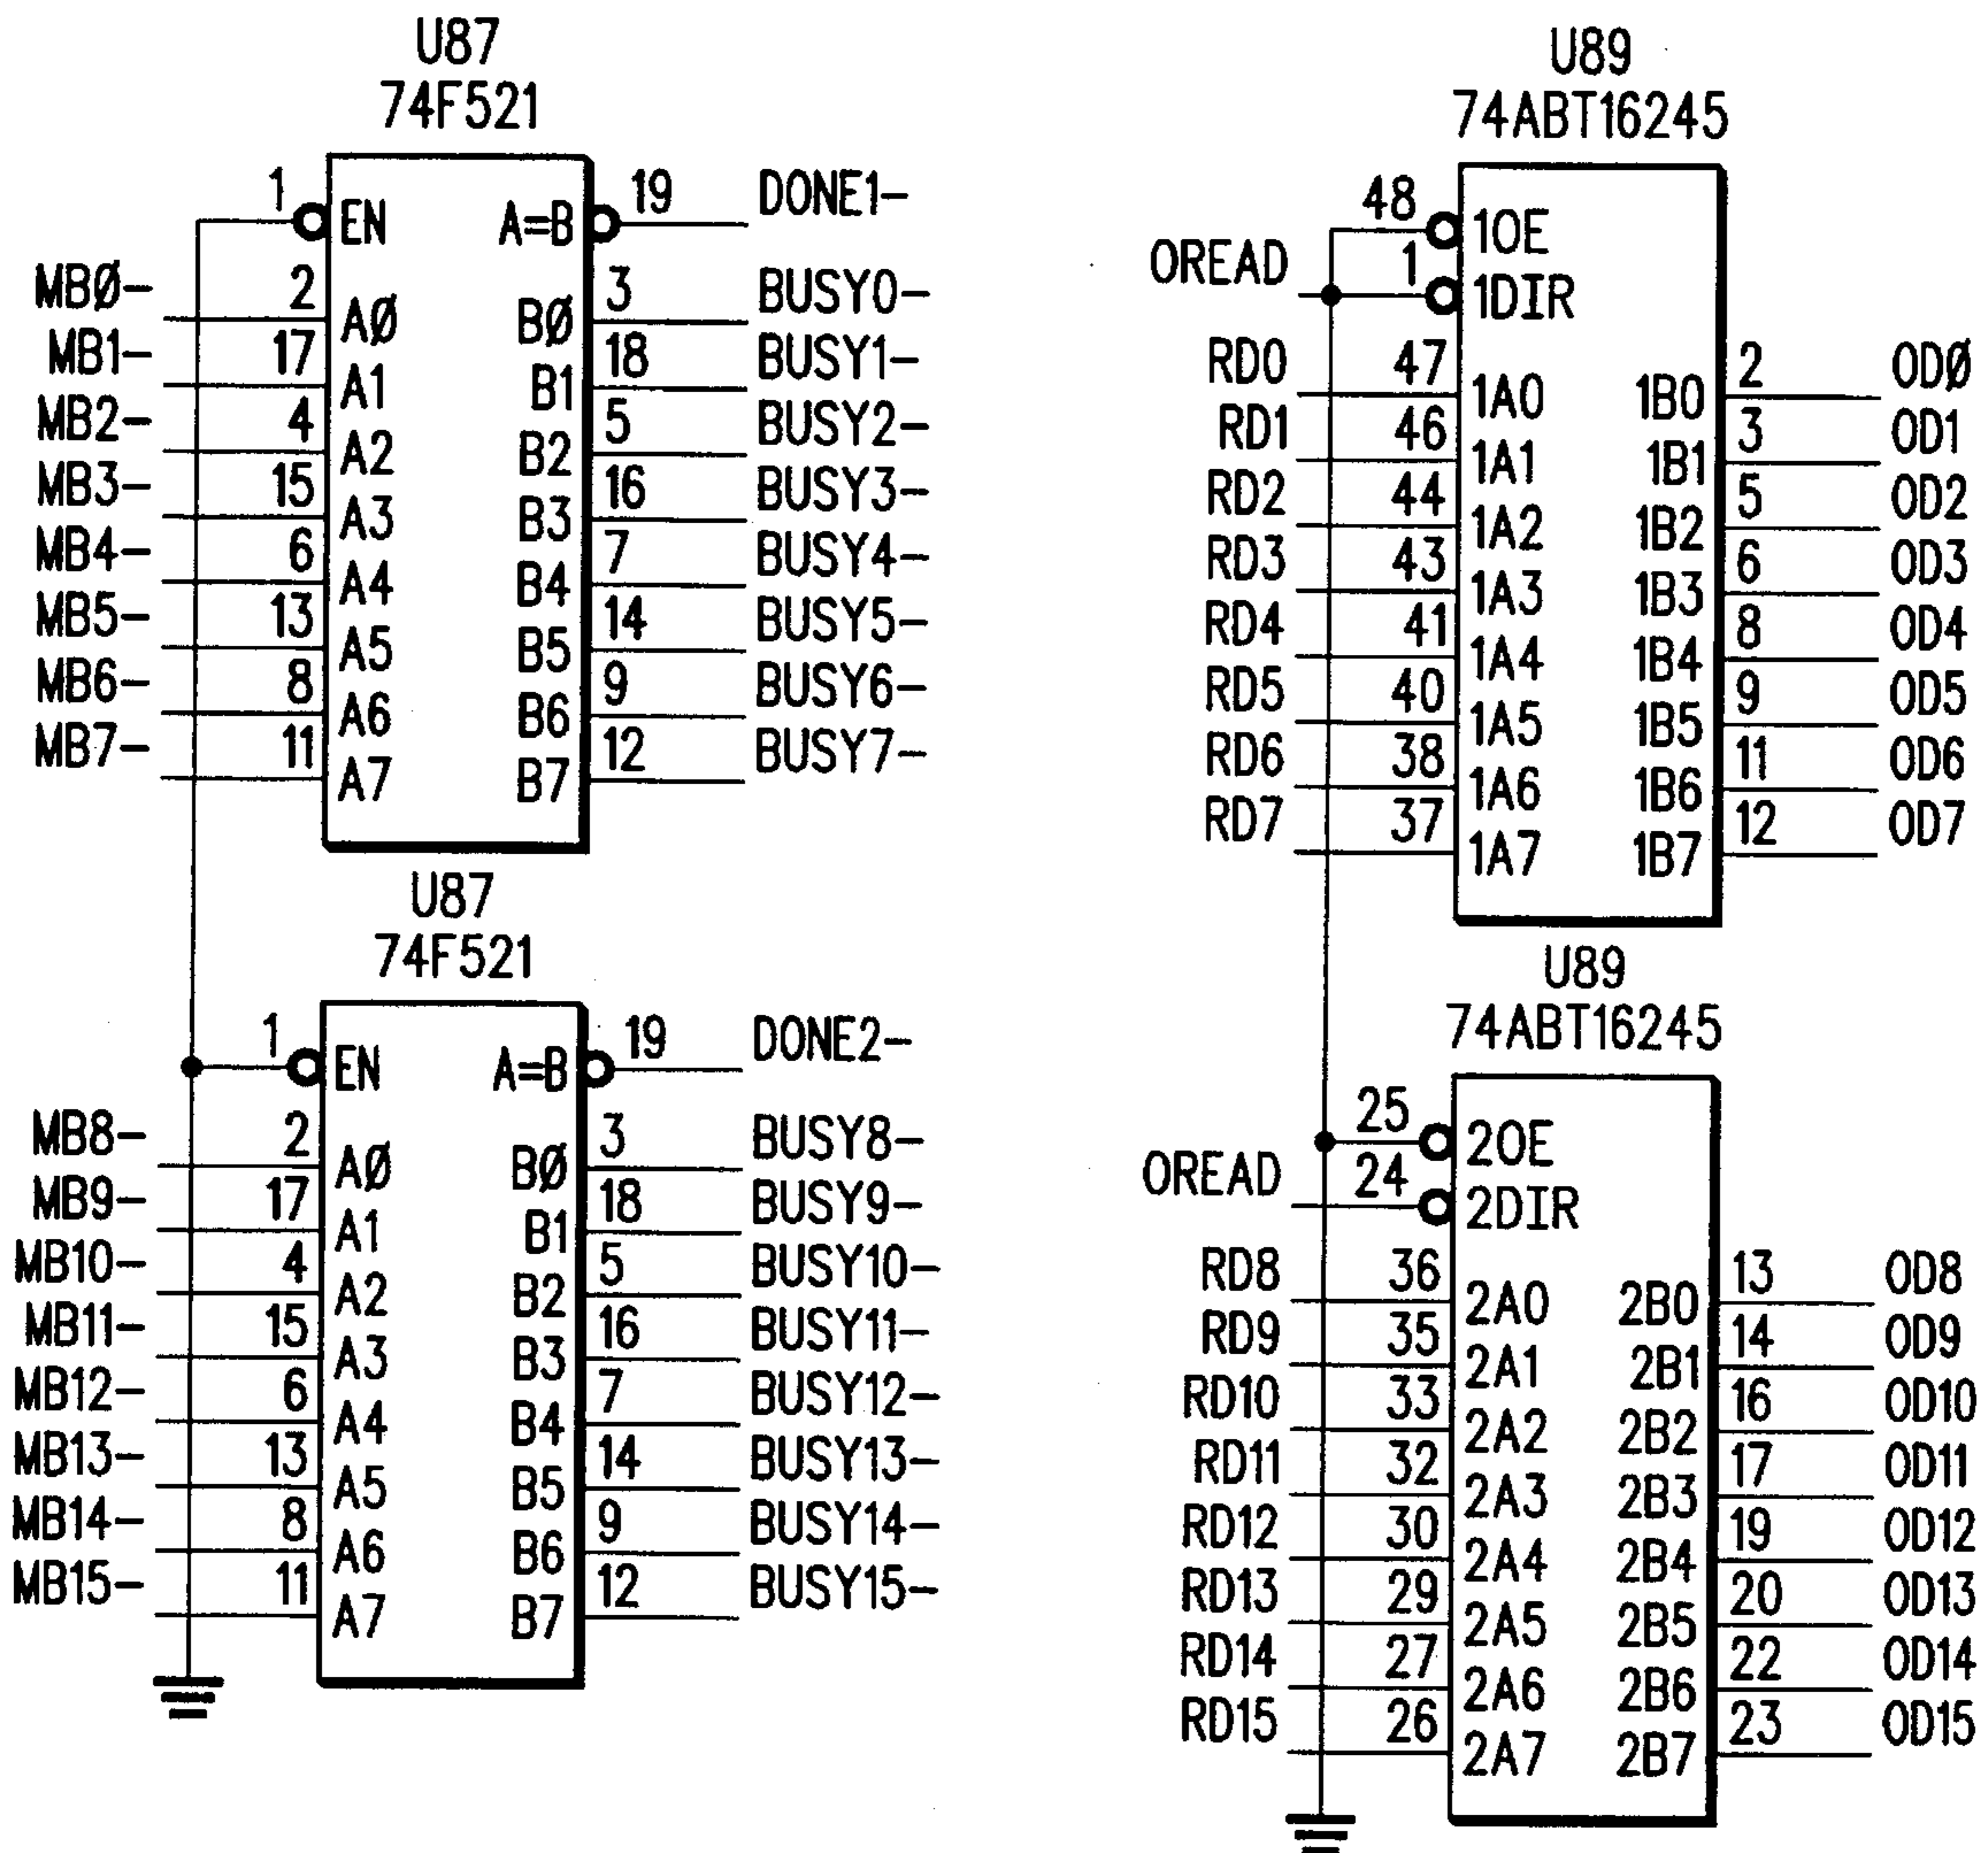 U87
74F521
1 EN A=B 19 DONE1-
MBØ- 2 AØ BØ 3 BUSY0-
MB1- 17 A1 B1 18 BUSY1-
MB2- 4 A2 B2 5 BUSY2-
MB3- 15 A3 B3 16 BUSY3-
MB4- 6 A4 B4 7 BUSY4-
MB5- 13 A5 B5 14 BUSY5-
MB6- 8 A6 B6 9 BUSY6-
MB7- 11 A7 B7 12 BUSY7-
U87
74F521
1 EN A=B 19 DONE2-
MB8- 2 AØ BØ 3 BUSY8-
MB9- 17 A1 B1 18 BUSY9-
MB10- 4 A2 B2 5 BUSY10-
MB11- 15 A3 B3 16 BUSY11-
MB12- 6 A4 B4 7 BUSY12-
MB13- 13 A5 B5 14 BUSY13-
MB14- 8 A6 B6 9 BUSY14-
MB15- 11 A7 B7 12 BUSY15-
U89
74ABT16245
48 1OE
OREAD 1 1DIR
RD0 47 1A0 1B0 2 ODØ
RD1 46 1A1 1B1 3 OD1
RD2 44 1A2 1B2 5 OD2
RD3 43 1A3 1B3 6 OD3
RD4 41 1A4 1B4 8 OD4
RD5 40 1A5 1B5 9 OD5
RD6 38 1A6 1B6 11 OD6
RD7 37 1A7 1B7 12 OD7
U89
74ABT16245
25 2OE
OREAD 24 2DIR
RD8 36 2A0 2B0 13 OD8
RD9 35 2A1 2B1 14 OD9
RD10 33 2A2 2B2 16 OD10
RD11 32 2A3 2B3 17 OD11
RD12 30 2A4 2B4 19 OD12
RD13 29 2A5 2B5 20 OD13
RD14 27 2A6 2B6 22 OD14
RD15 26 2A7 2B7 23 OD15